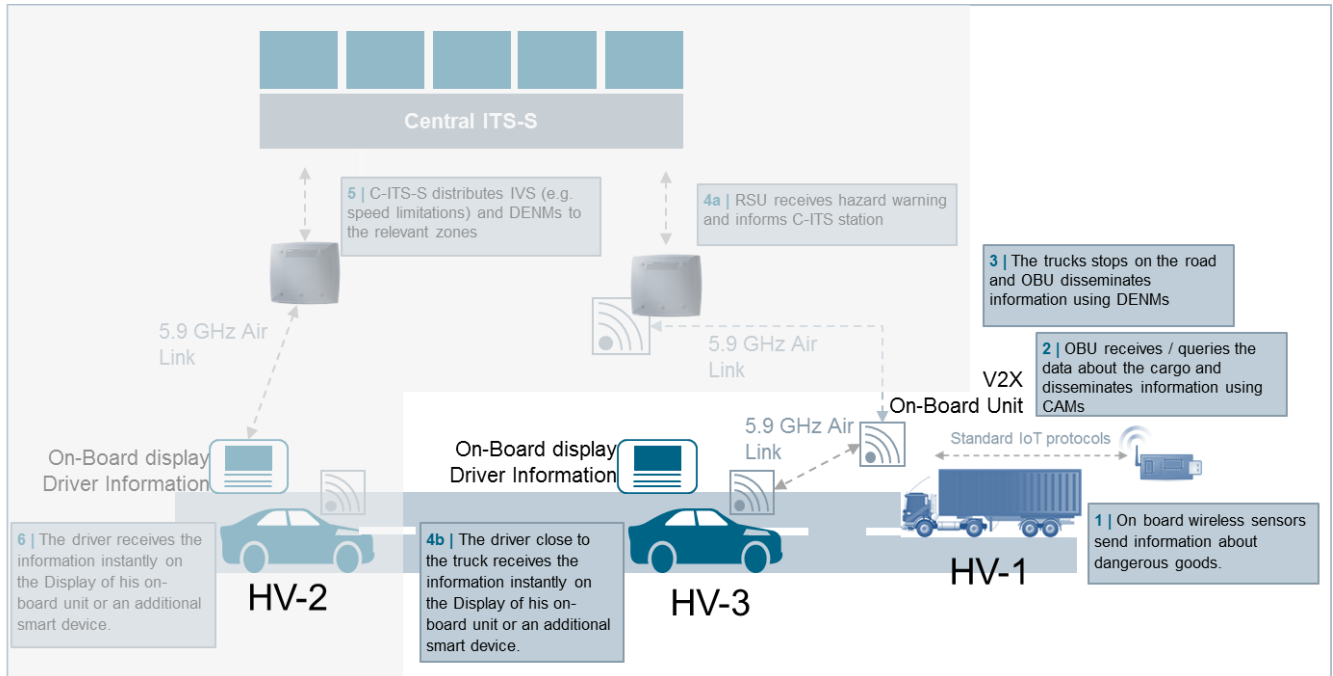 Central ITS-S
5 | C-ITS-S distributes IVS (e.g.
speed limitations) and DENMs to
the relevant zones
4a | RSU receives hazard warning
and informs C-ITS station
3 | The trucks stops on the road
and OBU disseminates
information using DENMs
5.9 GHz Air
Link
5.9 GHz Air
Link
2 | OBU receives / queries the
data about the cargo and
disseminates information using
CAMs
V2X
On-Board Unit
5.9 GHz Air
Link
Standard IoT protocols
On-Board display
Driver Information
On-Board display
Driver Information
1 | On board wireless sensors
send information about
dangerous goods.
6 | The driver receives the
information instantly on
the Display of his on-
board unit or an additional
smart device.
HV-2
4b | The driver close to
the truck receives the
information instantly on
the Display of his on-
board unit or an additional
smart device.
HV-3
HV-1